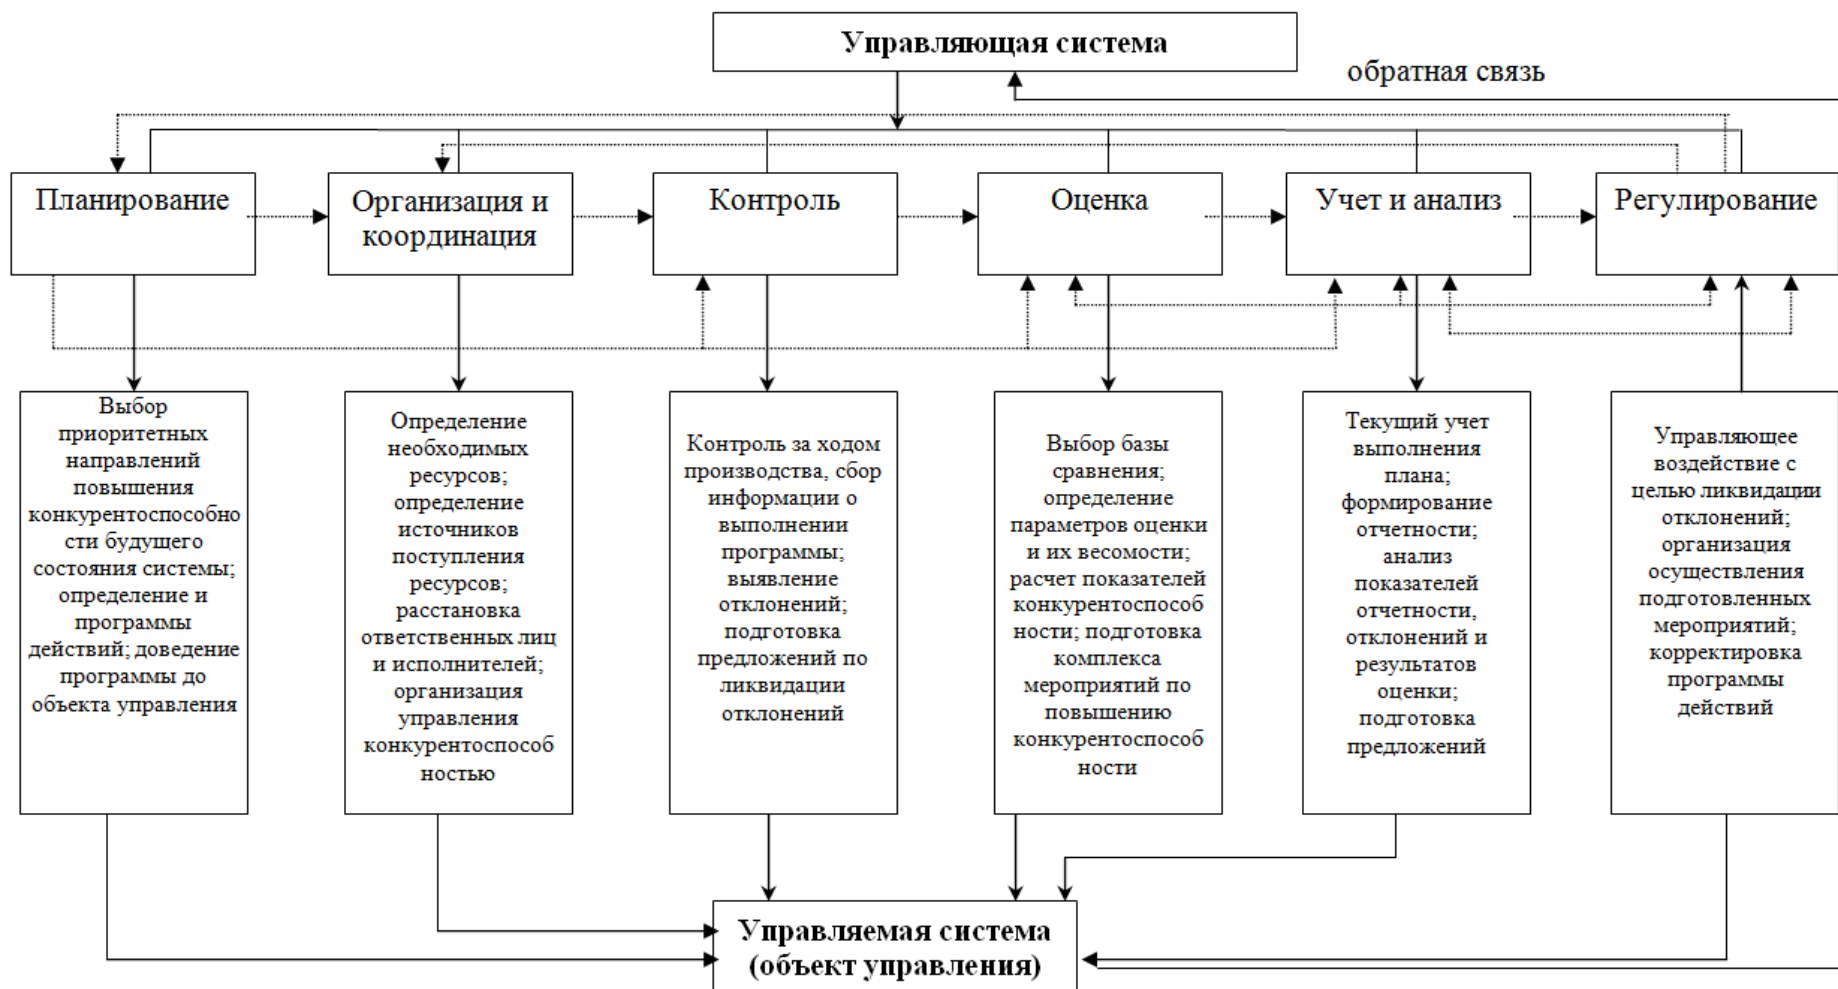 Управляющая система
обратная связь
Планирование
Организация и
координация
Контроль
Оценка
Учет и анализ
Регулирование
Выбор
приоритетных
направлений
повышения
конкурентоспособно
сти будущего
состояния системы;
определение и
программы
действий; доведение
программы до
объекта управления
Определение
необходимых
ресурсов;
определение
источников
поступления
ресурсов;
расстановка
ответственных лиц
и исполнителей;
организация
управления
конкурентоспособ
ностью
Контроль за ходом
производства, сбор
информации о
выполнении
программы;
выявление
отклонений;
подготовка
предложений по
ликвидации
отклонений
Выбор базы
сравнения;
определение
параметров оценки
и их весомости;
расчет показателей
конкурентоспособ
ности; подготовка
комплекса
мероприятий по
повышению
конкурентоспособ
ности
Текущий учет
выполнения
плана;
формирование
отчетности;
анализ
показателей
отчетности,
отклонений и
результатов
оценки;
подготовка
предложений
Управляющее
воздействие с
целью ликвидации
отклонений;
организация
осуществления
подготовленных
мероприятий;
корректировка
программы
действий
Управляемая система
(объект управления)